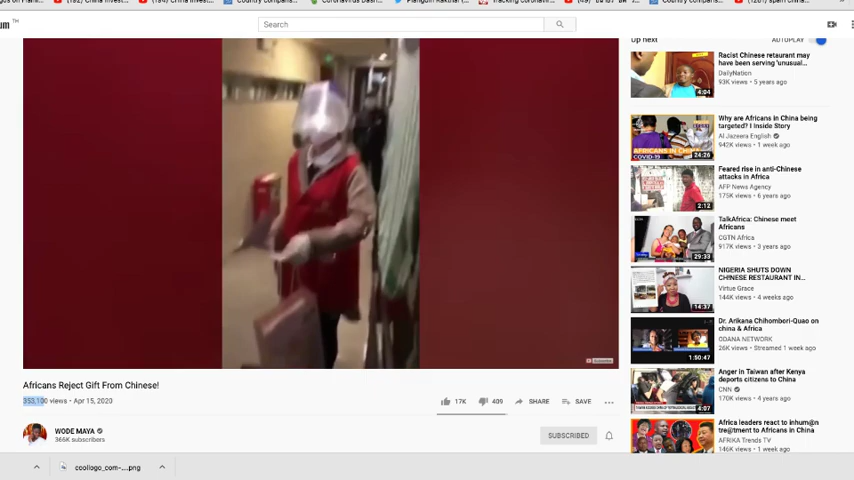 Search
Up next
AUTOPLAY
Africans Reject Gift From Chinese!
353,100 views • Apr 15, 2020
17K
409
SHARE
SAVE
WODE MAYA
366K subscribers
SUBSCRIBED
Racist Chinese retaurant may
have been serving 'unusual...
DailyNation
93K views • 5 years ago
4:04
Why are Africans in China being
targeted? I Inside Story
Al Jazeera English
942K views • 1 week ago
AFRICANS IN
COVID-19
24:26
Feared rise in anti-Chinese
attacks in Africa
AFP News Agency
175K views • 6 years ago
2:12
TalkAfrica: Chinese meet
Africans
CGTN Africa
917K views • 3 years ago
29:33
NIGERIA SHUTS DOWN
CHINESE RESTAURANT IN...
Virtue Grace
144K views • 4 weeks ago
14:37
Dr. Arikana Chihombori-Quao on
china & Africa
ODANA NETWORK
26K views • Streamed 1 week ago
1:50:47
Anger in Taiwan after Kenya
deports citizens to China
CNN
170K views • 4 years ago
4:07
Africa leaders react to inhum@n
tre@tment to Africans in China
AFRIKA Trends TV
146K views • 1 week ago
coollogo_com-....png